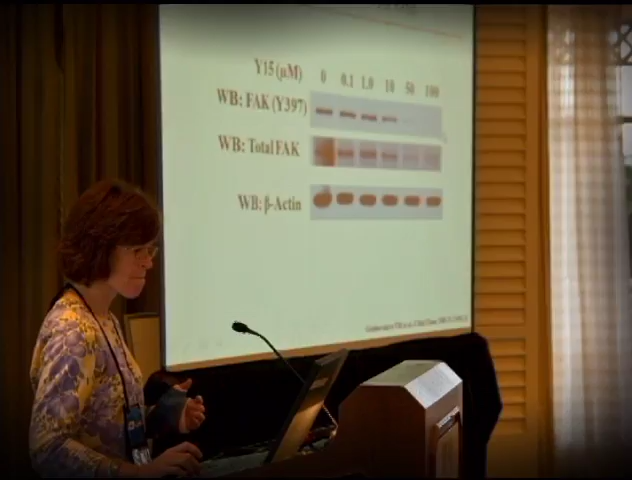 Y15 (µM) 0 0.1 1.0 10 50 100
WB: FAK (Y397)
WB: Total FAK
WB: β-Actin